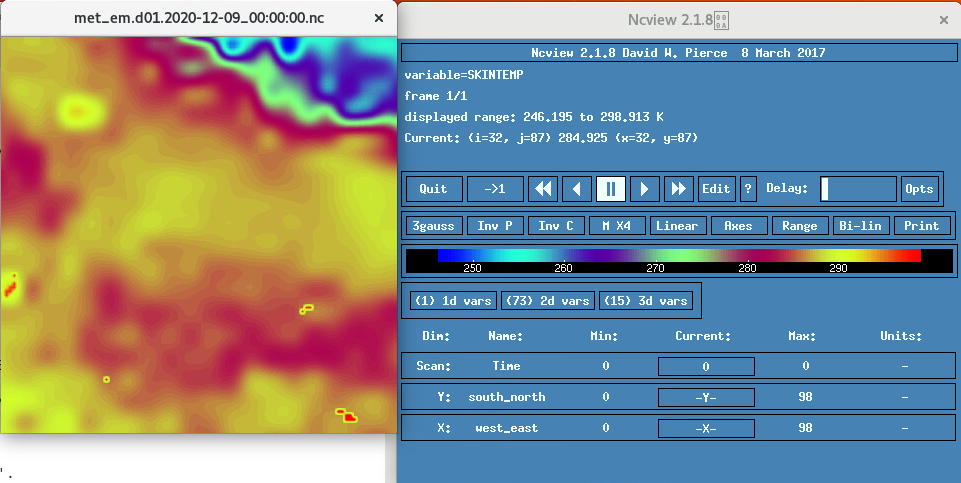 met_em.d01.2020-12-09_00:00:00.nc ×
Ncview 2.1.8 ×
Ncview 2.1.8 David W. Pierce 8 March 2017
variable=SKINTEMP
frame 1/1
displayed range: 246.195 to 298.913 K
Current: (i=32, j=87) 284.925 (x=32, y=87)
Quit ->1 Edit ? Delay: Opts
3gauss Inv P Inv C M X4 Linear Axes Range Bi-lin Print
250 260 270 280 290
(1) 1d vars (73) 2d vars (15) 3d vars
Dim: Name: Min: Current: Max: Units:
Scan: Time 0 0 0 -
Y: south_north 0 -Y- 98 -
X: west_east 0 -X- 98 -
' .